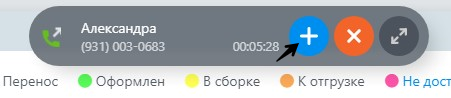 Александра
(931) 003-0683 00:05:28
Перенос Оформлен В сборке К отгрузке Не дост